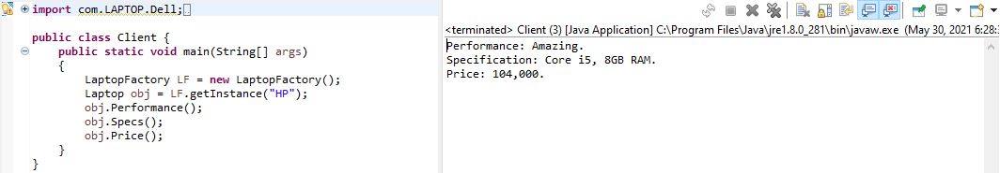 import com.LAPTOP.Dell;
public class Client {
public static void main(String[] args)
{
LaptopFactory LF = new LaptopFactory();
Laptop obj = LF.getInstance("HP");
obj.Performance();
obj.Specs();
obj.Price();
}
}
<terminated> Client (3) [Java Application] C:\Program Files\Java\jre1.8.0_281\bin\javaw.exe (May 30, 2021 6:28:
Performance: Amazing.
Specification: Core i5, 8GB RAM.
Price: 104,000.